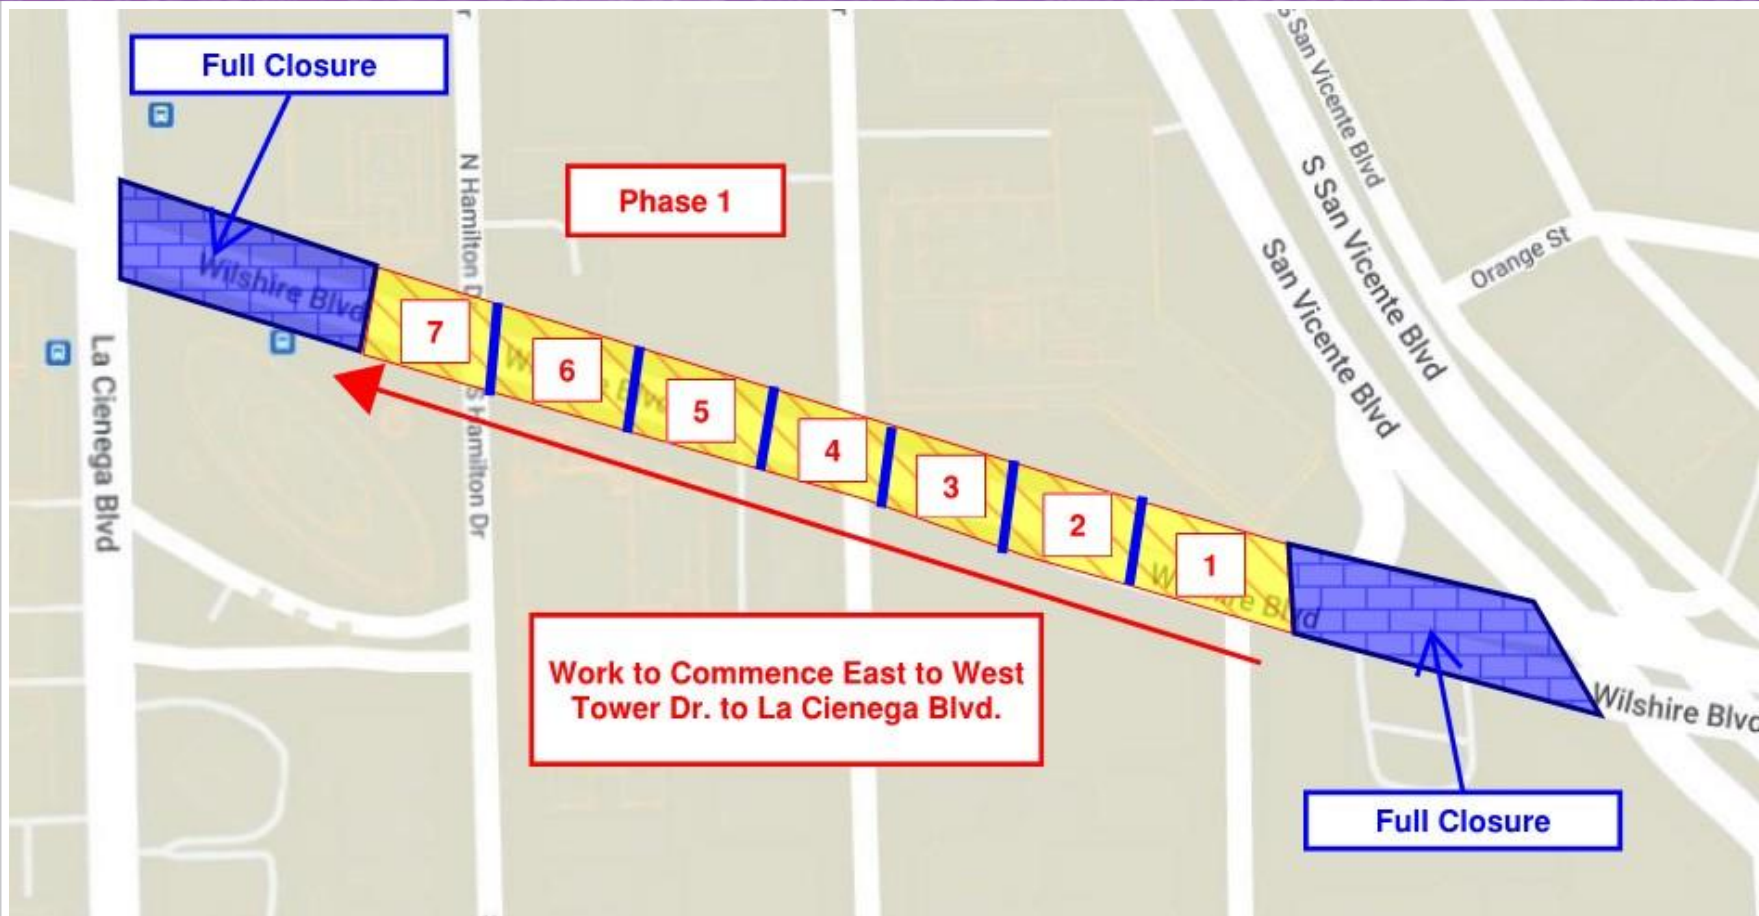 Full Closure
Phase 1
S San Vicente Blvd
S San Vicente Blvd
San Vicente Blvd
Orange St
N Hamilton D
S Hamilton Dr
La Cienega Blvd
Wilshire Blvd
7
6
5
4
3
2
1
Wilshire Blvd
Work to Commence East to West
Tower Dr. to La Cienega Blvd.
Full Closure